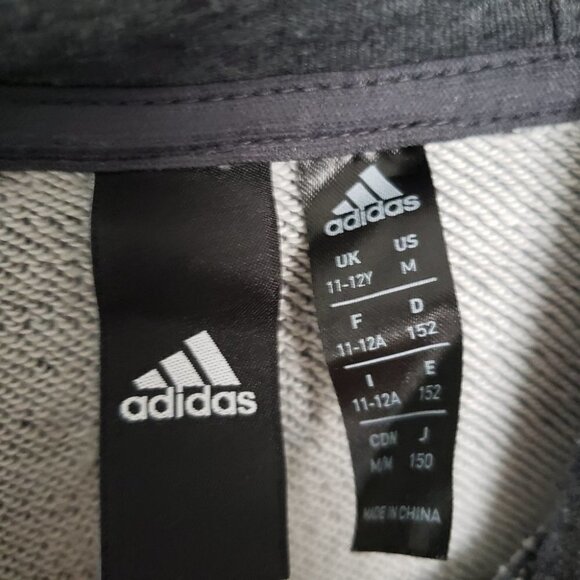 adidas
adidas
UK US
11-12Y M
F D
11-12A 152
I E
11-12A 152
CDN J
M/M 150
MADE IN CHINA